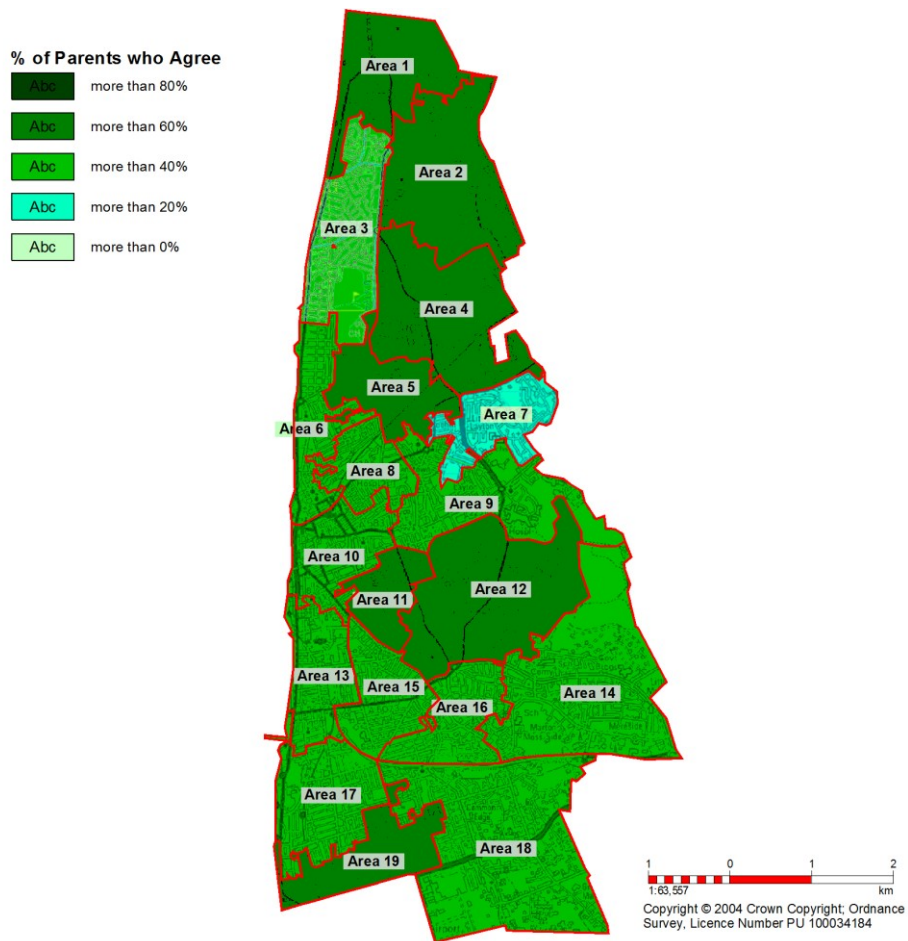 % of Parents who Agree
Abc more than 80%
Abc more than 60%
Abc more than 40%
Abc more than 20%
Abc more than 0%
Area 1
Area 2
Area 3
Area 4
Area 5
Area 7
Area 6
Area 8
Area 9
Area 10
Area 12
Area 11
Area 13
Area 15
Area 14
Area 16
Area 17
Area 18
Area 19
1 0 1 2
1:63,557 km
Copyright © 2004 Crown Copyright; Ordnance
Survey, Licence Number PU 100034184